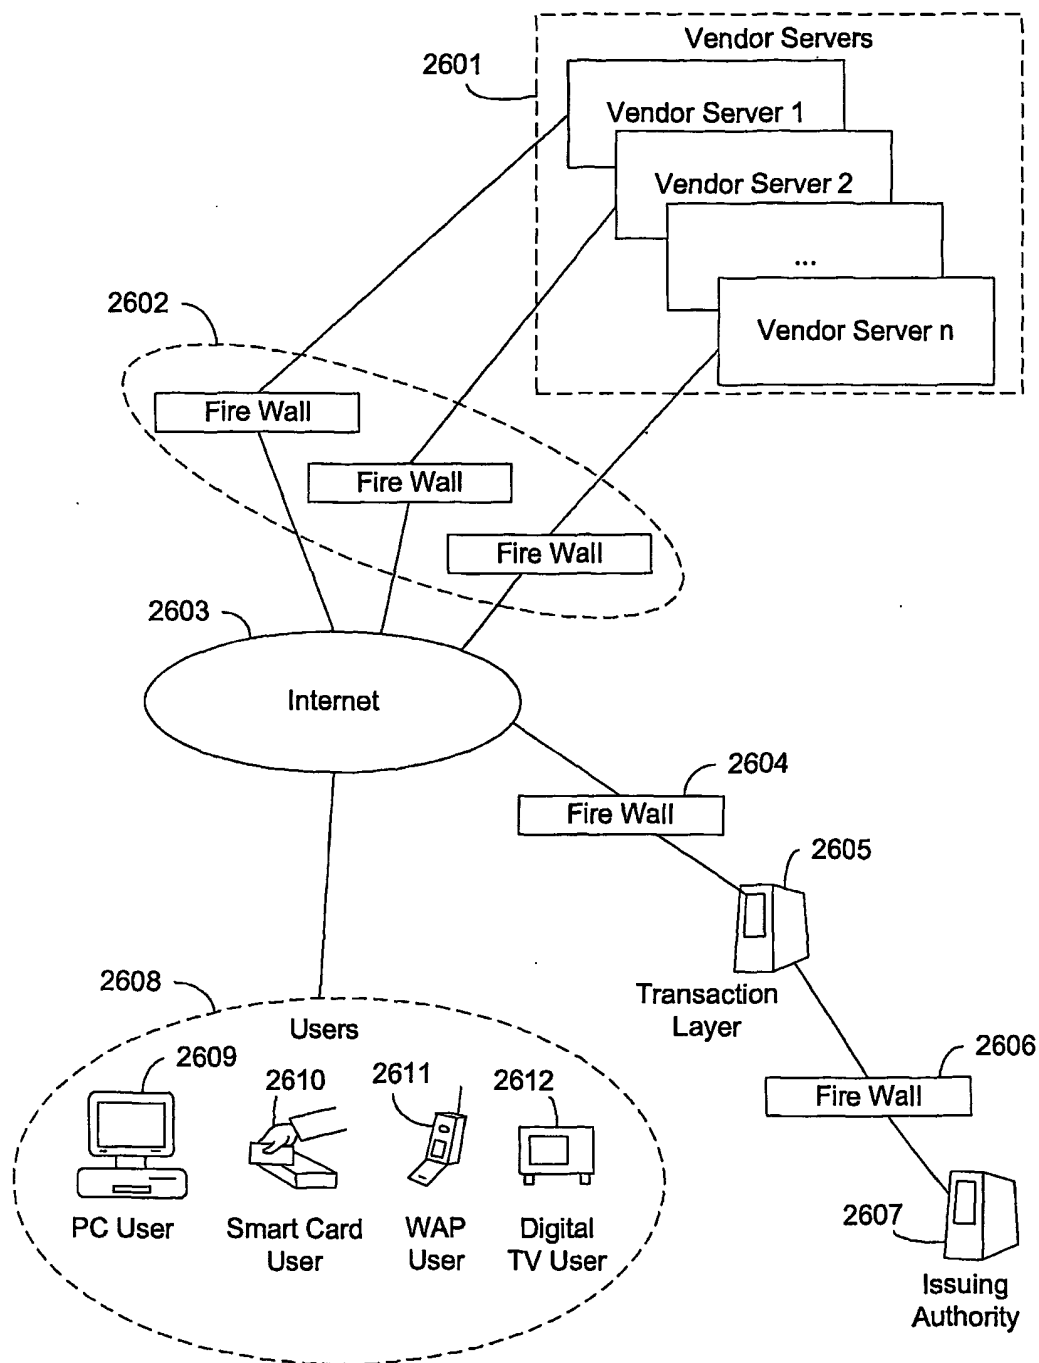 Vendor Servers
2601
Vendor Server 1
Vendor Server 2
...
Vendor Server n
2602
Fire Wall
Fire Wall
Fire Wall
2603
Internet
2604
Fire Wall
2605
Transaction
Layer
2606
Fire Wall
2607
Issuing
Authority
2608
Users
2609
2610
2611
2612
PC User
Smart Card
User
WAP
User
Digital
TV User